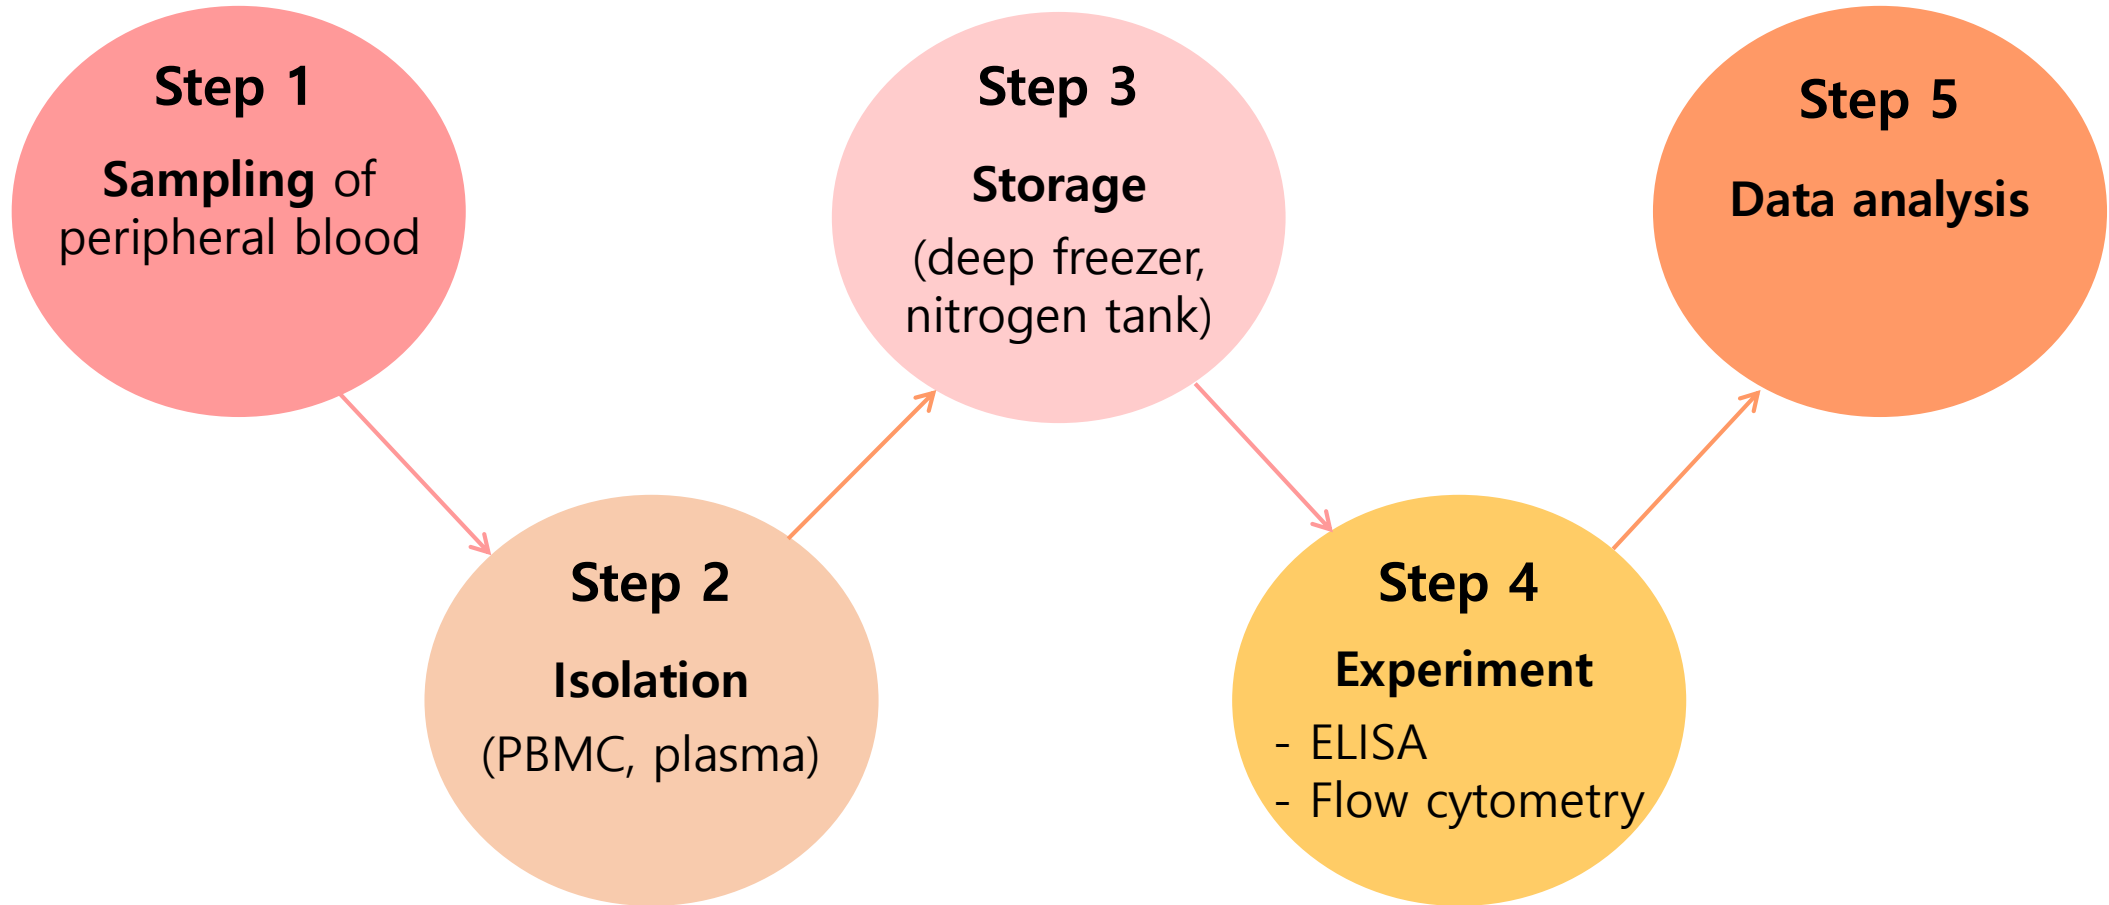 Step 1
Sampling of
peripheral blood
Step 2
Isolation
(PBMC, plasma)
Step 3
Storage
(deep freezer,
nitrogen tank)
Step 4
Experiment
- ELISA
- Flow cytometry
Step 5
Data analysis